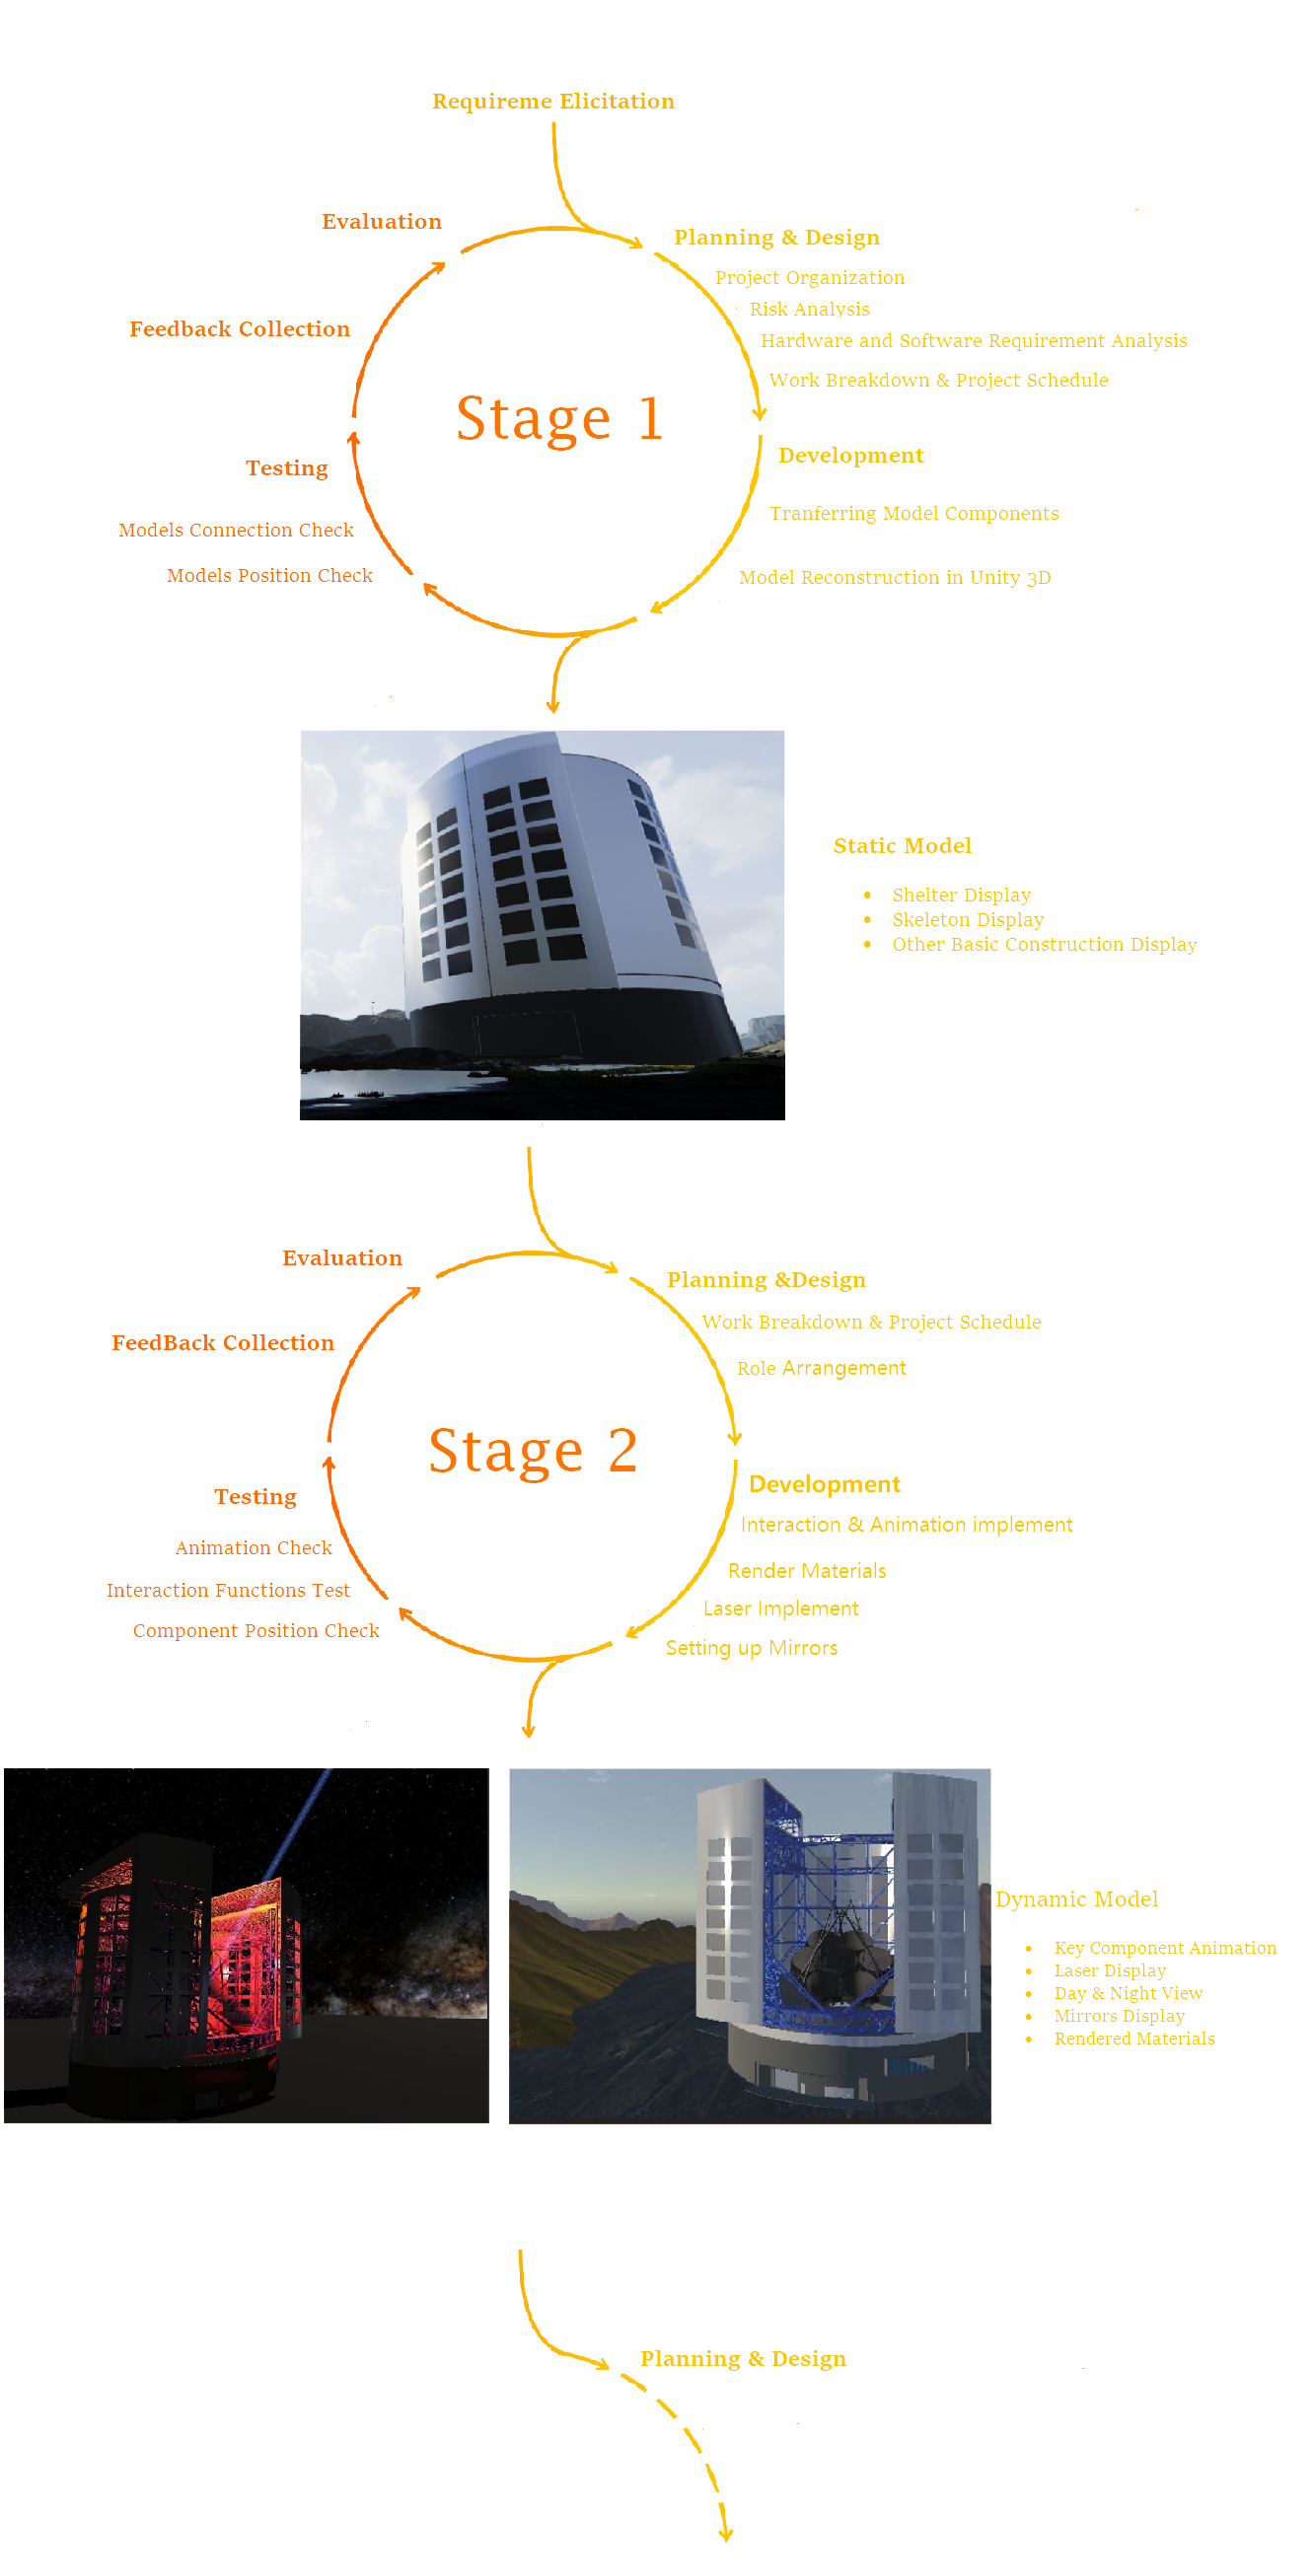 Requireme Elicitation
Evaluation
Planning & Design
Project Organization
Risk Analysis
Feedback Collection
Hardware and Software Requirement Analysis
Work Breakdown & Project Schedule
Stage 1
Development
Testing
Tranferring Model Components
Models Connection Check
Models Position Check
Model Reconstruction in Unity 3D
Static Model
• Shelter Display
• Skeleton Display
• Other Basic Construction Display
Evaluation
Planning &Design
Work Breakdown & Project Schedule
FeedBack Collection
Role Arrangement
Stage 2
Development
Testing
Interaction & Animation implement
Animation Check
Render Materials
Interaction Functions Test
Laser Implement
Component Position Check
Setting up Mirrors
Dynamic Model
• Key Component Animation
• Laser Display
• Day & Night View
• Mirrors Display
• Rendered Materials
Planning & Design